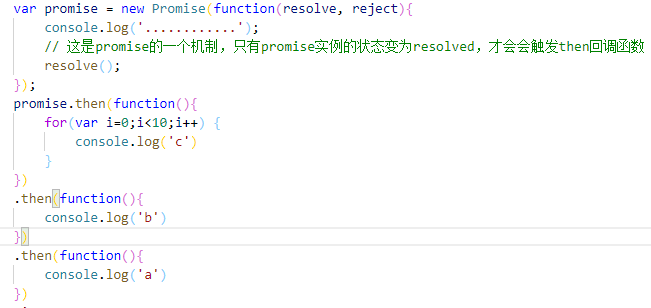 var promise = new Promise(function(resolve, reject){
    console.log('............');
    // 这是promise的一个机制，只有promise实例的状态变为resolved，才会会触发then回调函数
    resolve();
});
promise.then(function(){
    for(var i=0;i<10;i++) {
        console.log('c')
    }
})
.then(function(){
    console.log('b')
})
.then(function(){
    console.log('a')
})